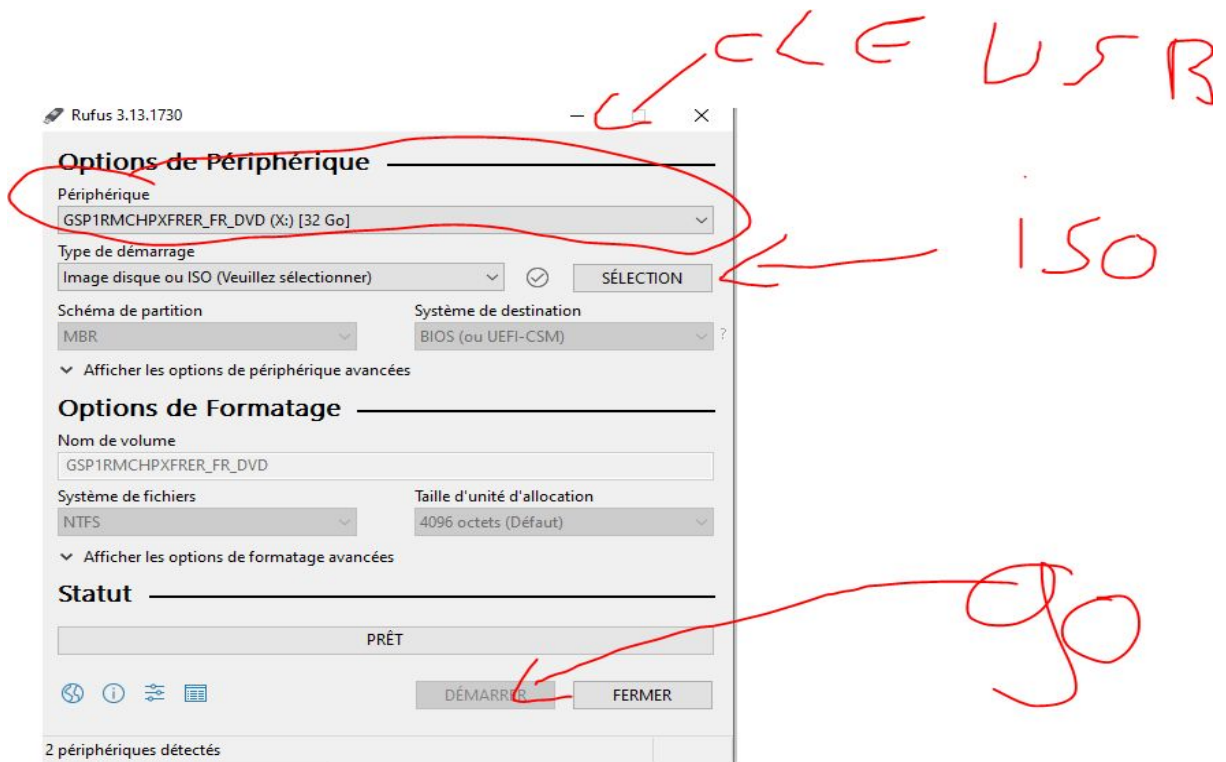 CLE USB
Rufus 3.13.1730
Options de Périphérique
Périphérique
GSP1RMCHPXFRER_FR_DVD (X:) [32 Go]
ISO
Type de démarrage
Image disque ou ISO (Veuillez sélectionner) SÉLECTION
Schéma de partition Système de destination
MBR BIOS (ou UEFI-CSM) ?
Afficher les options de périphérique avancées
Options de Formatage
Nom de volume
GSP1RMCHPXFRER_FR_DVD
Système de fichiers Taille d'unité d'allocation
NTFS 4096 octets (Défaut)
Afficher les options de formatage avancées
Statut
go
PRÊT
DÉMARRER FERMER
2 périphériques détectés